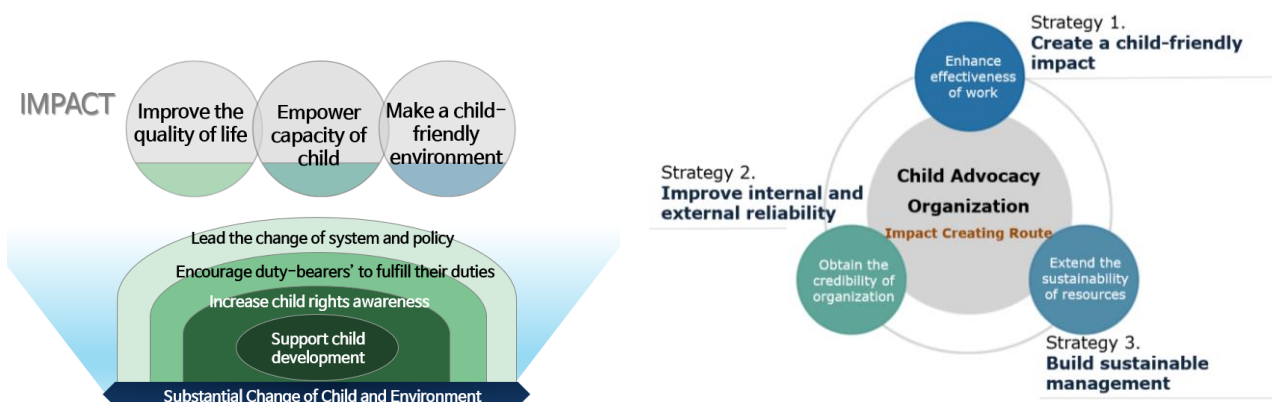 IMPACT
Improve the
quality of life
Empower
capacity of
child
Make a child-
friendly
environment
Lead the change of system and policy
Encourage duty-bearers' to fulfill their duties
Increase child rights awareness
Support child
development
Substantial Change of Child and Environment
Strategy 1.
Create a child-friendly
impact
Enhance
effectiveness
of work
Strategy 2.
Improve internal and
external reliability
Child Advocacy
Organization
Impact Creating Route
Obtain the
credibility of
organization
Extend the
sustainability
of resources
Strategy 3.
Build sustainable
management